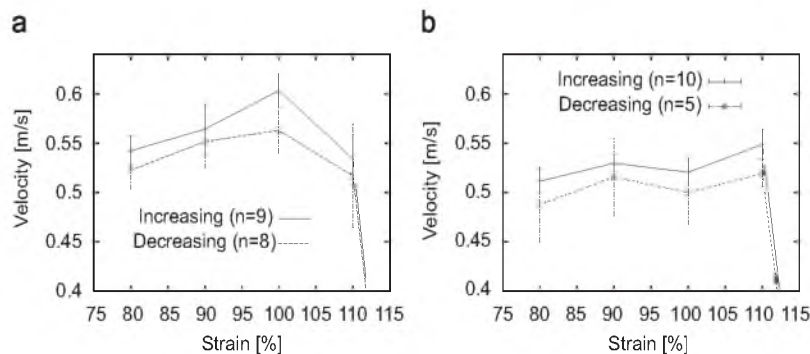 a
Velocity [m/s]
0.6
0.55
0.5
0.45
0.4
Increasing (n=9)
Decreasing (n=8)
75 80 85 90 95 100 105 110 115
Strain [%]
b
Velocity [m/s]
0.6
0.55
0.5
0.45
0.4
Increasing (n=10)
Decreasing (n=5)
75 80 85 90 95 100 105 110 115
Strain [%]